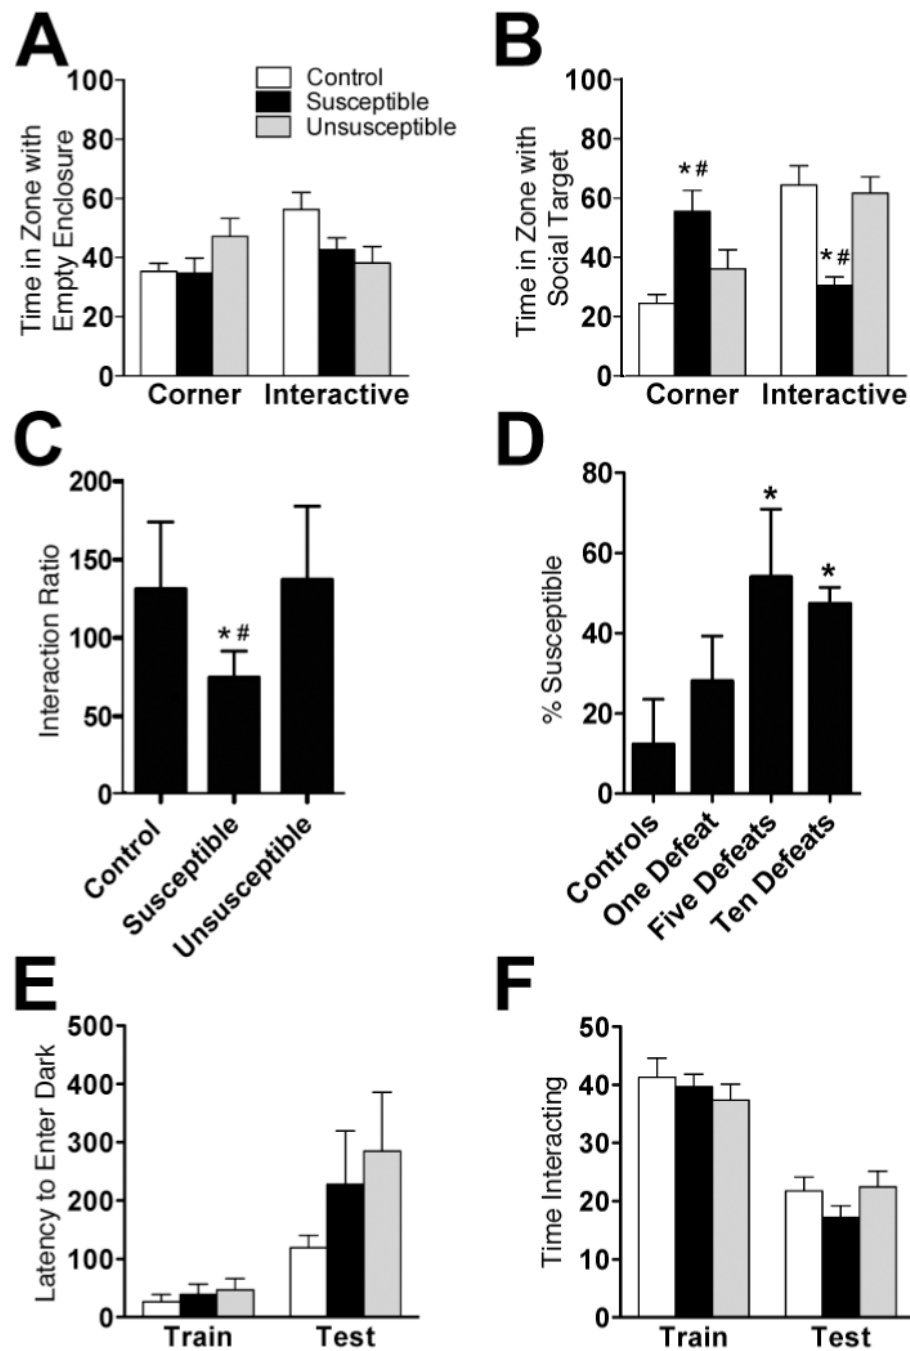 A
100
80
60
40
20
0
Time in Zone with
Empty Enclosure
Control
Susceptible
Unsusceptible
Corner Interactive
B
100
80
60
40
20
0
Time in Zone with
Social Target
* #
* #
Corner Interactive
C
200
150
100
50
0
Interaction Ratio
* #
Control
Susceptible
Unsusceptible
D
80
60
40
20
0
% Susceptible
*
*
Controls
One Defeat
Five Defeats
Ten Defeats
E
500
400
300
200
100
0
Latency to Enter Dark
Train Test
F
50
40
30
20
10
0
Time Interacting
Train Test